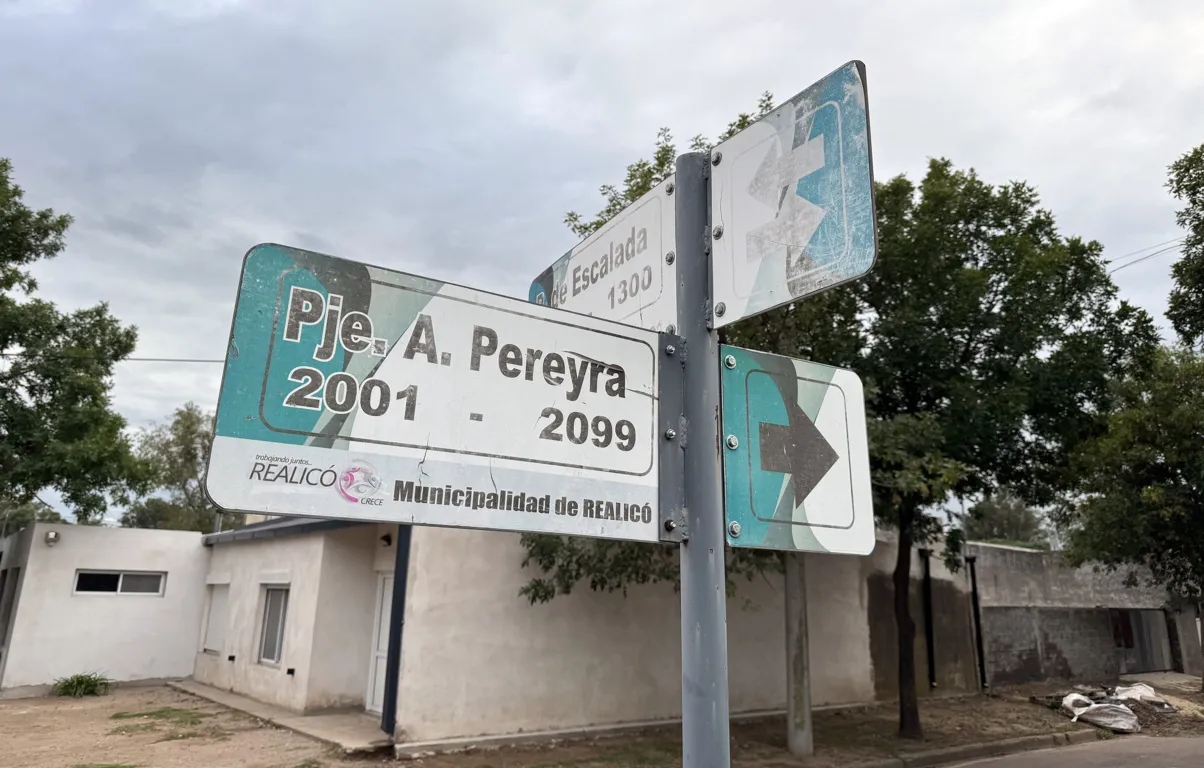 Pje. A. Pereyra
2001 - 2099
trabajando juntos...
REALICÓ
CRECE
Municipalidad de REALICÓ
de Escalada
1300